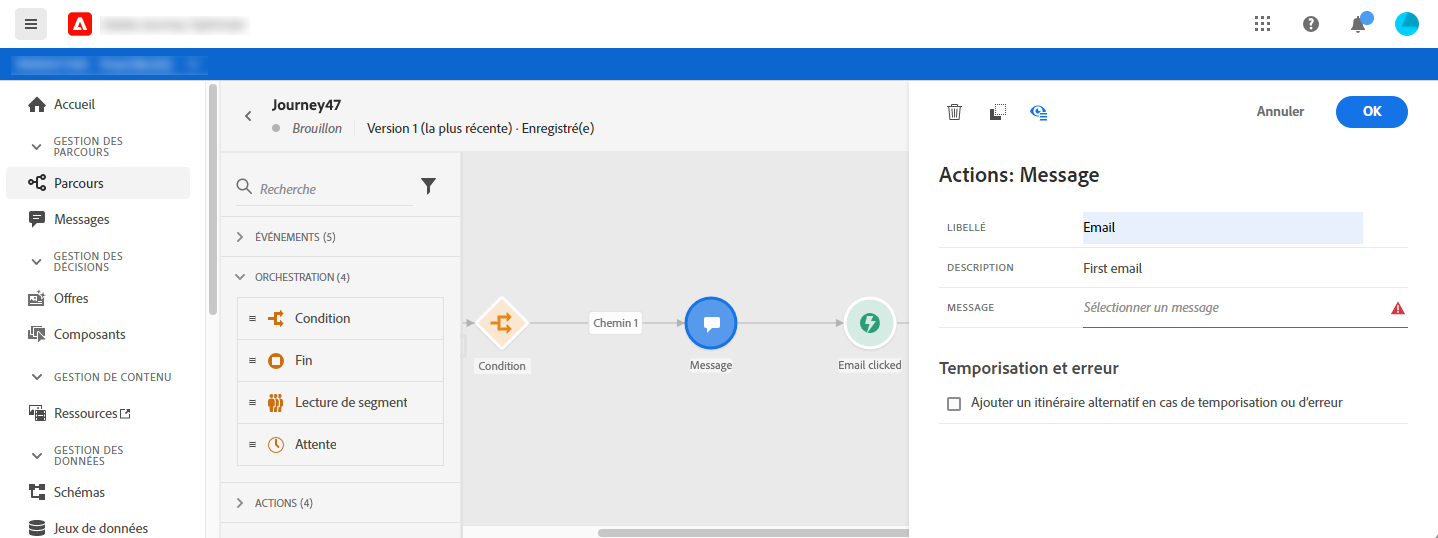 Accueil
GESTION DES
PARCOURS
Parcours
Messages
GESTION DES
DÉCISIONS
Offres
Composants
GESTION DE CONTENU
Ressources
GESTION DES
DONNÉES
Schémas
Jeux de données
Journey47
Brouillon
Version 1 (la plus récente) · Enregistré(e)
Recherche
ÉVÉNEMENTS (5)
ORCHESTRATION (4)
Condition
Fin
Lecture de segment
Attente
ACTIONS (4)
Condition
Chemin 1
Message
Email clicked
Annuler
OK
Actions: Message
LIBELLÉ
Email
DESCRIPTION
First email
MESSAGE
Sélectionner un message
Temporisation et erreur
Ajouter un itinéraire alternatif en cas de temporisation ou d'erreur